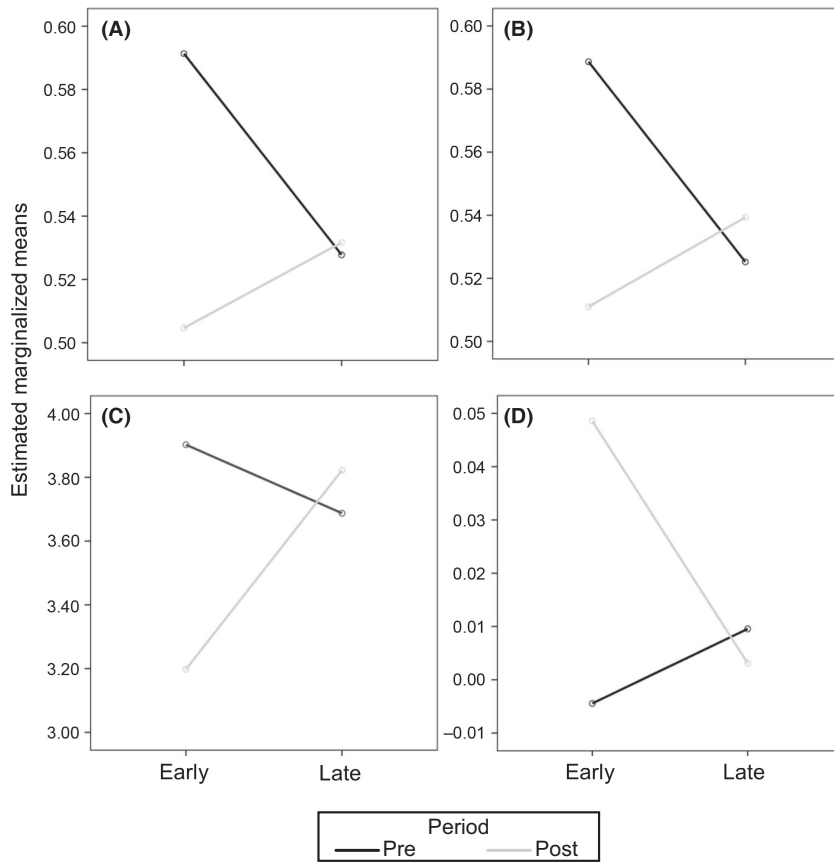 Estimated marginalized means
(A)
0.60
0.58
0.56
0.54
0.52
0.50
(B)
0.60
0.58
0.56
0.54
0.52
0.50
(C)
4.00
3.80
3.60
3.40
3.20
3.00
Early Late
(D)
0.05
0.04
0.03
0.02
0.01
0.00
–0.01
Early Late
Period
Pre Post